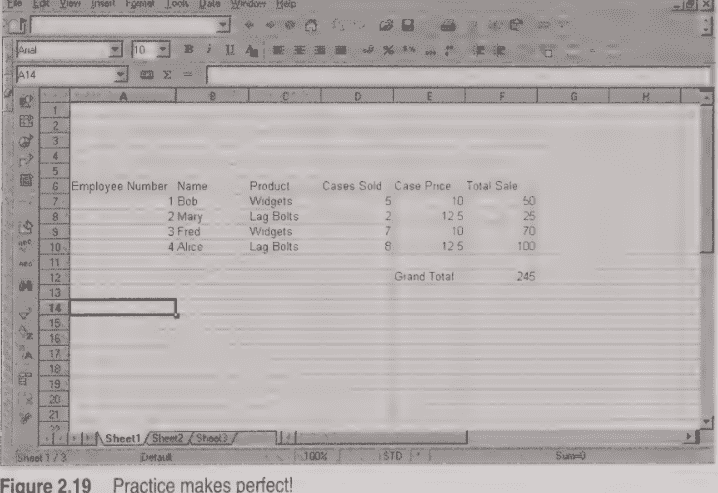 File Edit View Insert Format Tools Data Window Help
Arial 10 B i U A
A14 Σ =
A B C D E F G H
1
2
3
4
5
6 Employee Number Name Product Cases Sold Case Price Total Sale
7 1 Bob Widgets 5 10 50
8 2 Mary Lag Bolts 2 12.5 25
9 3 Fred Widgets 7 10 70
10 4 Alice Lag Bolts 8 12.5 100
11
12 Grand Total 245
13
14
15
16
17
18
19
20
21
22
Sheet1 Sheet2 Sheet3
Sheet 1 / 3 Default 100% STD * Sum=0
Figure 2.19 Practice makes perfect!